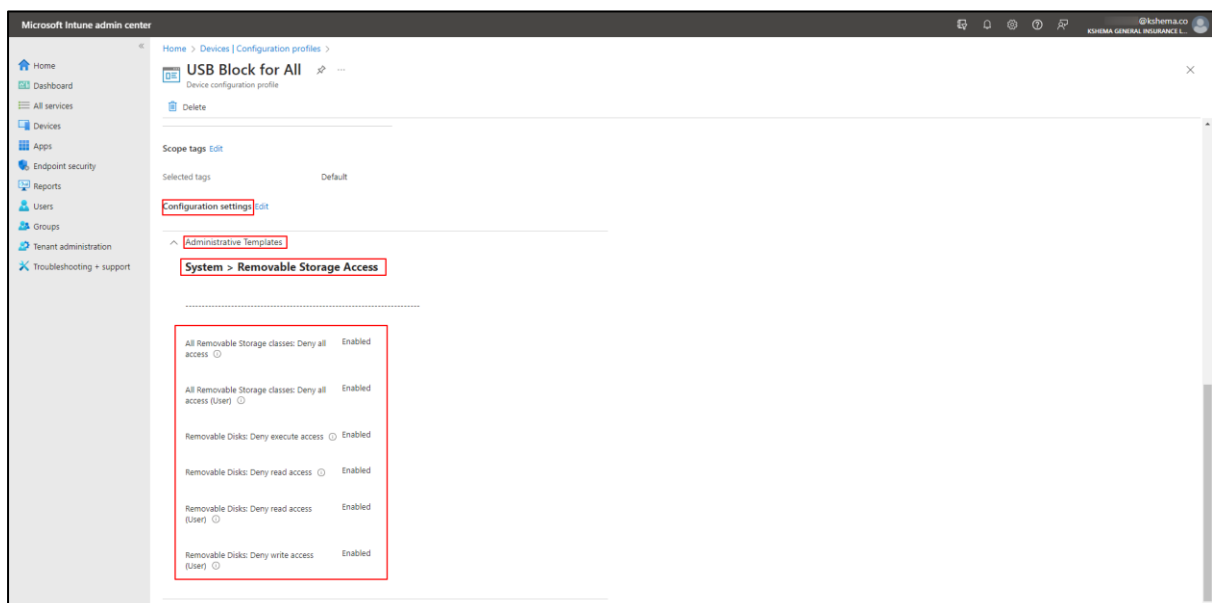 Microsoft Intune admin center
@kshema.co
KSHEMA GENERAL INSURANCE L...
«
Home > Devices | Configuration profiles >
Home
Dashboard
All services
Devices
Apps
Endpoint security
Reports
Users
Groups
Tenant administration
Troubleshooting + support
USB Block for All ...
Device configuration profile
Delete
Scope tags Edit
Selected tags Default
Configuration settings Edit
Administrative Templates
System > Removable Storage Access
--------------------------------------------------------------------------------
All Removable Storage classes: Deny all Enabled
access
All Removable Storage classes: Deny all Enabled
access (User)
Removable Disks: Deny execute access Enabled
Removable Disks: Deny read access Enabled
Removable Disks: Deny read access Enabled
(User)
Removable Disks: Deny write access Enabled
(User)